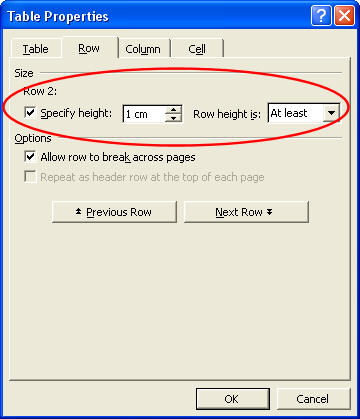 Table Properties
Table Row Column Cell
Size
Row 2:
Specify height: 1 cm Row height is: At least
Options
Allow row to break across pages
Repeat as header row at the top of each page
Previous Row Next Row
OK Cancel